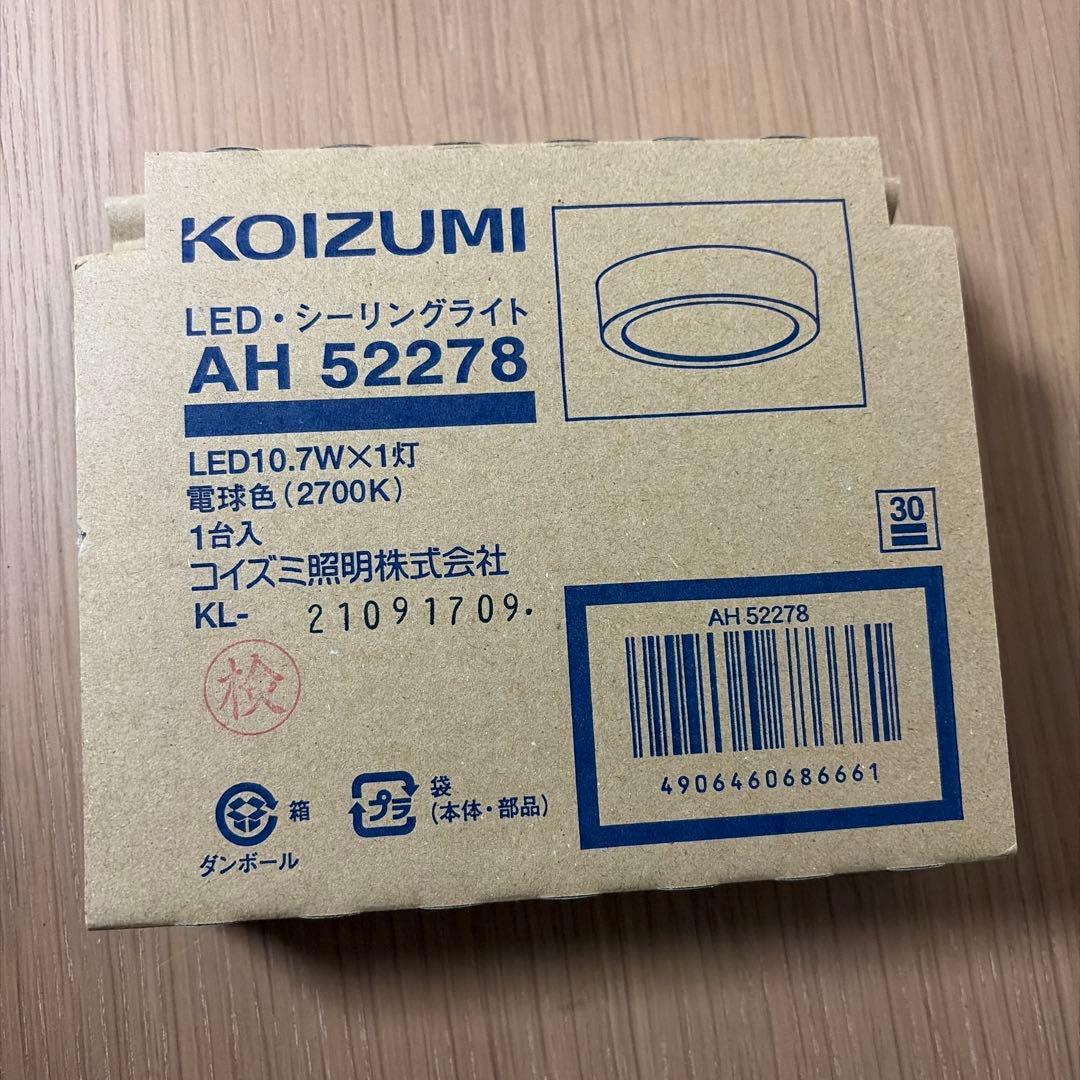 KOIZUMI
LED・シーリングライト
AH 52278
LED10.7W×1灯
電球色(2700K)
1台入
コイズミ照明株式会社
KL- 21091709.
検
30
AH 52278
4906460686661
箱
ダンボール
プラ
袋
(本体・部品)